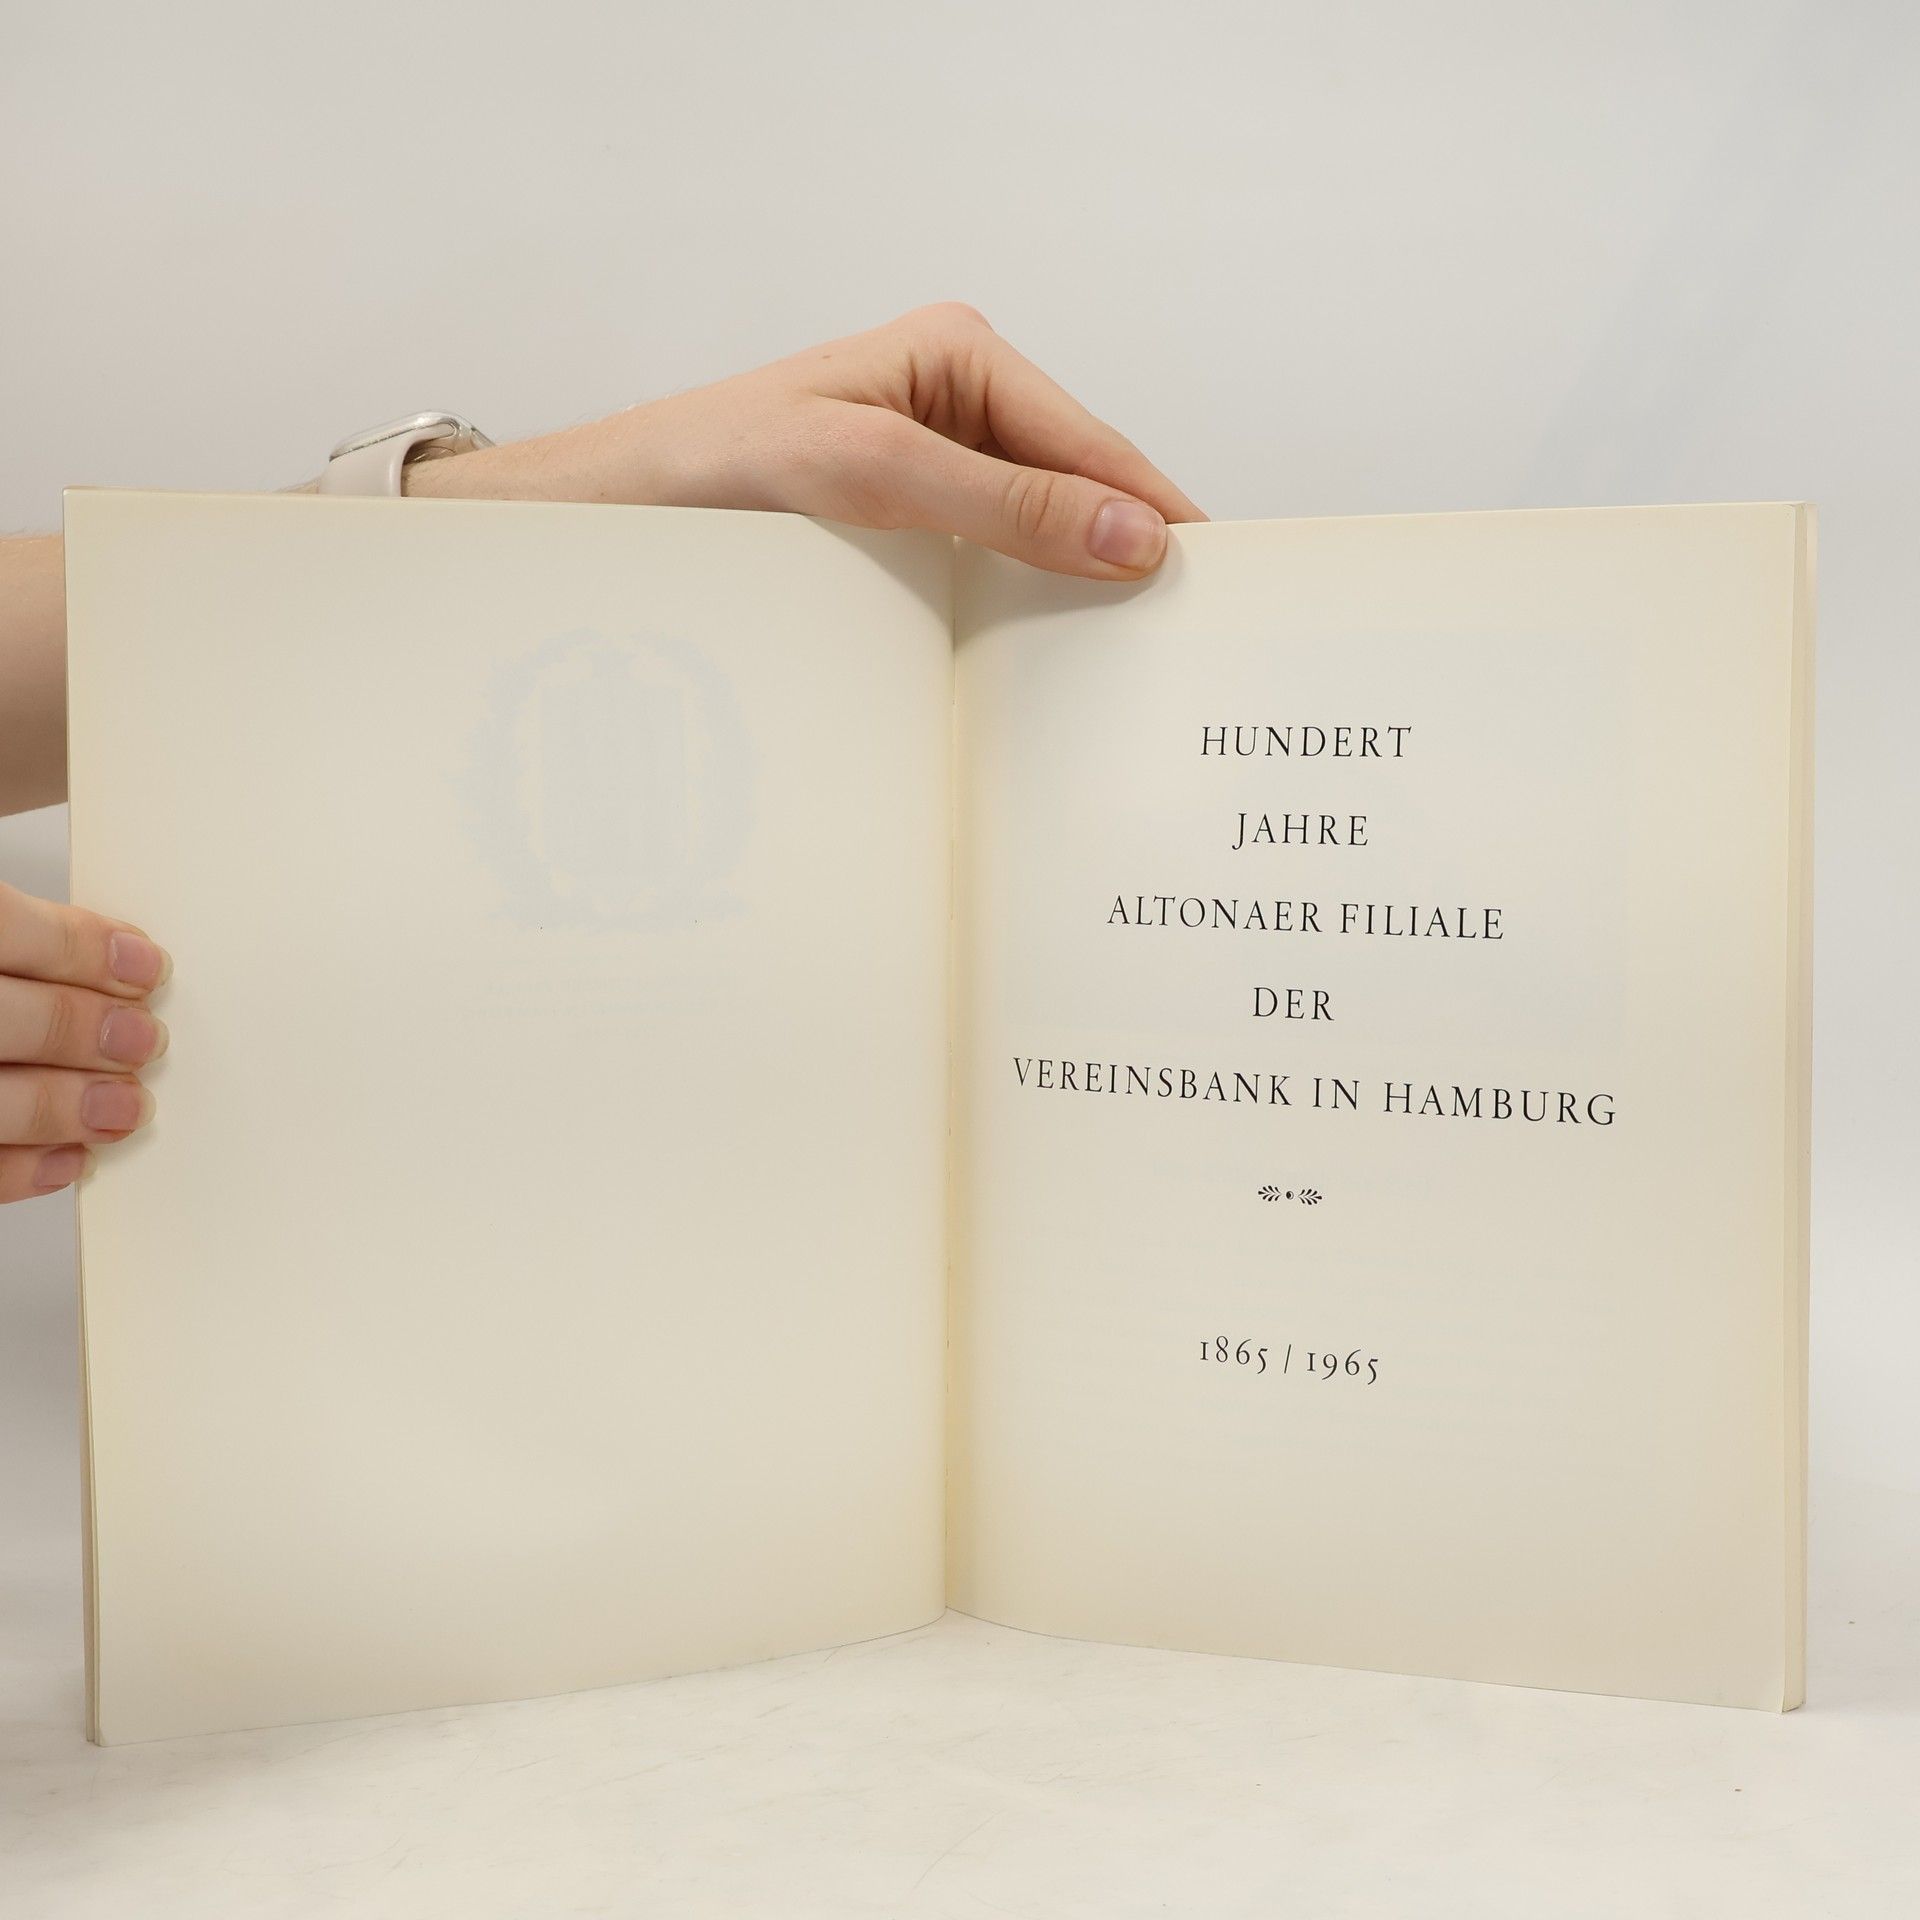 HUNDERT
JAHRE
ALTONAER FILIALE
DER
VEREINSBANK IN HAMBURG
1865 / 1965